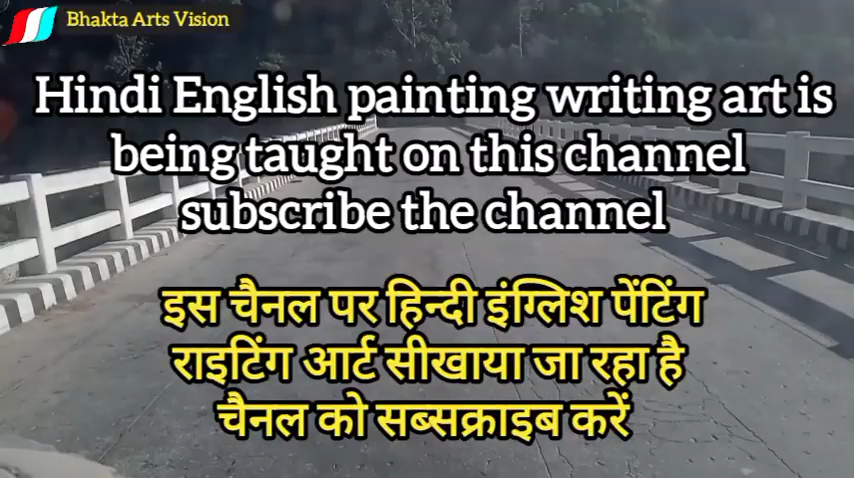 Bhakta Arts Vision
Hindi English painting writing art is
being taught on this channel
subscribe the channel
इस चैनल पर हिन्दी इंग्लिश पेंटिंग
राइटिंग आर्ट सीखाया जा रहा है
चैनल को सब्सक्राइब करें